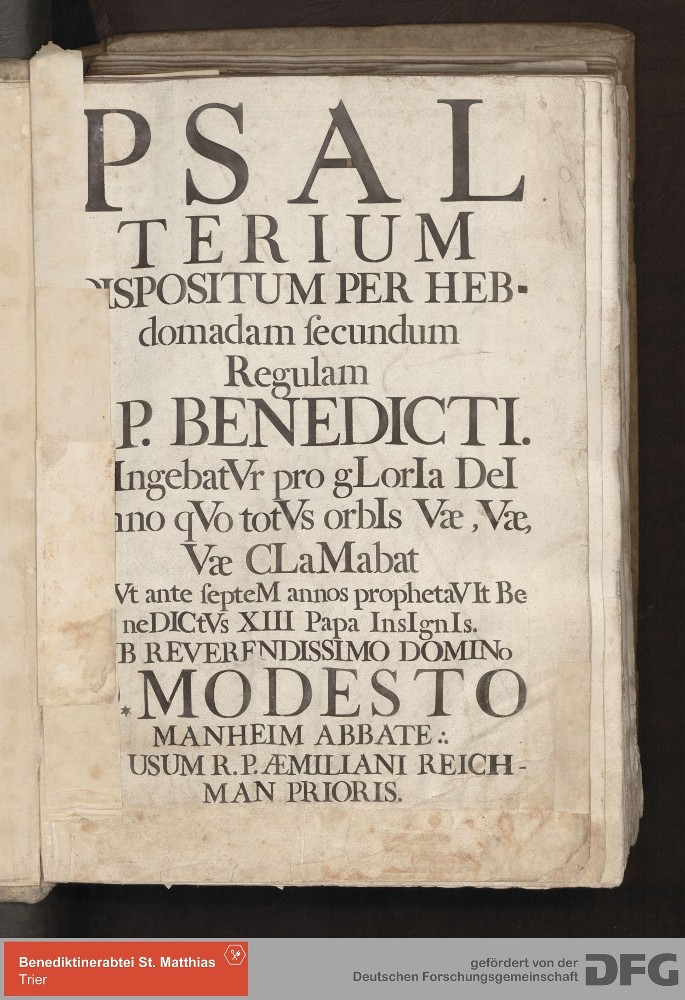 PSAL
TERIUM
DISPOSITUM PER HEB-
domadam ſecundum
Regulam
P. BENEDICTI.
IngebatVr pro gLorIa DeI
nno qVo totVs orbIs Væ, Væ,
Væ CLaMabat
Vt ante ſepteM annos prophetaVIt Be
neDICtVs XIII Papa InsIgnIs.
B REVERENDISSIMO DOMINo
. MODESTO
MANHEIM ABBATE ∴
USUM R. P. ÆMILIANI REICH-
MAN PRIORIS.
Benediktinerabtei St. Matthias
Trier
gefördert von der
Deutschen Forschungsgemeinschaft DFG